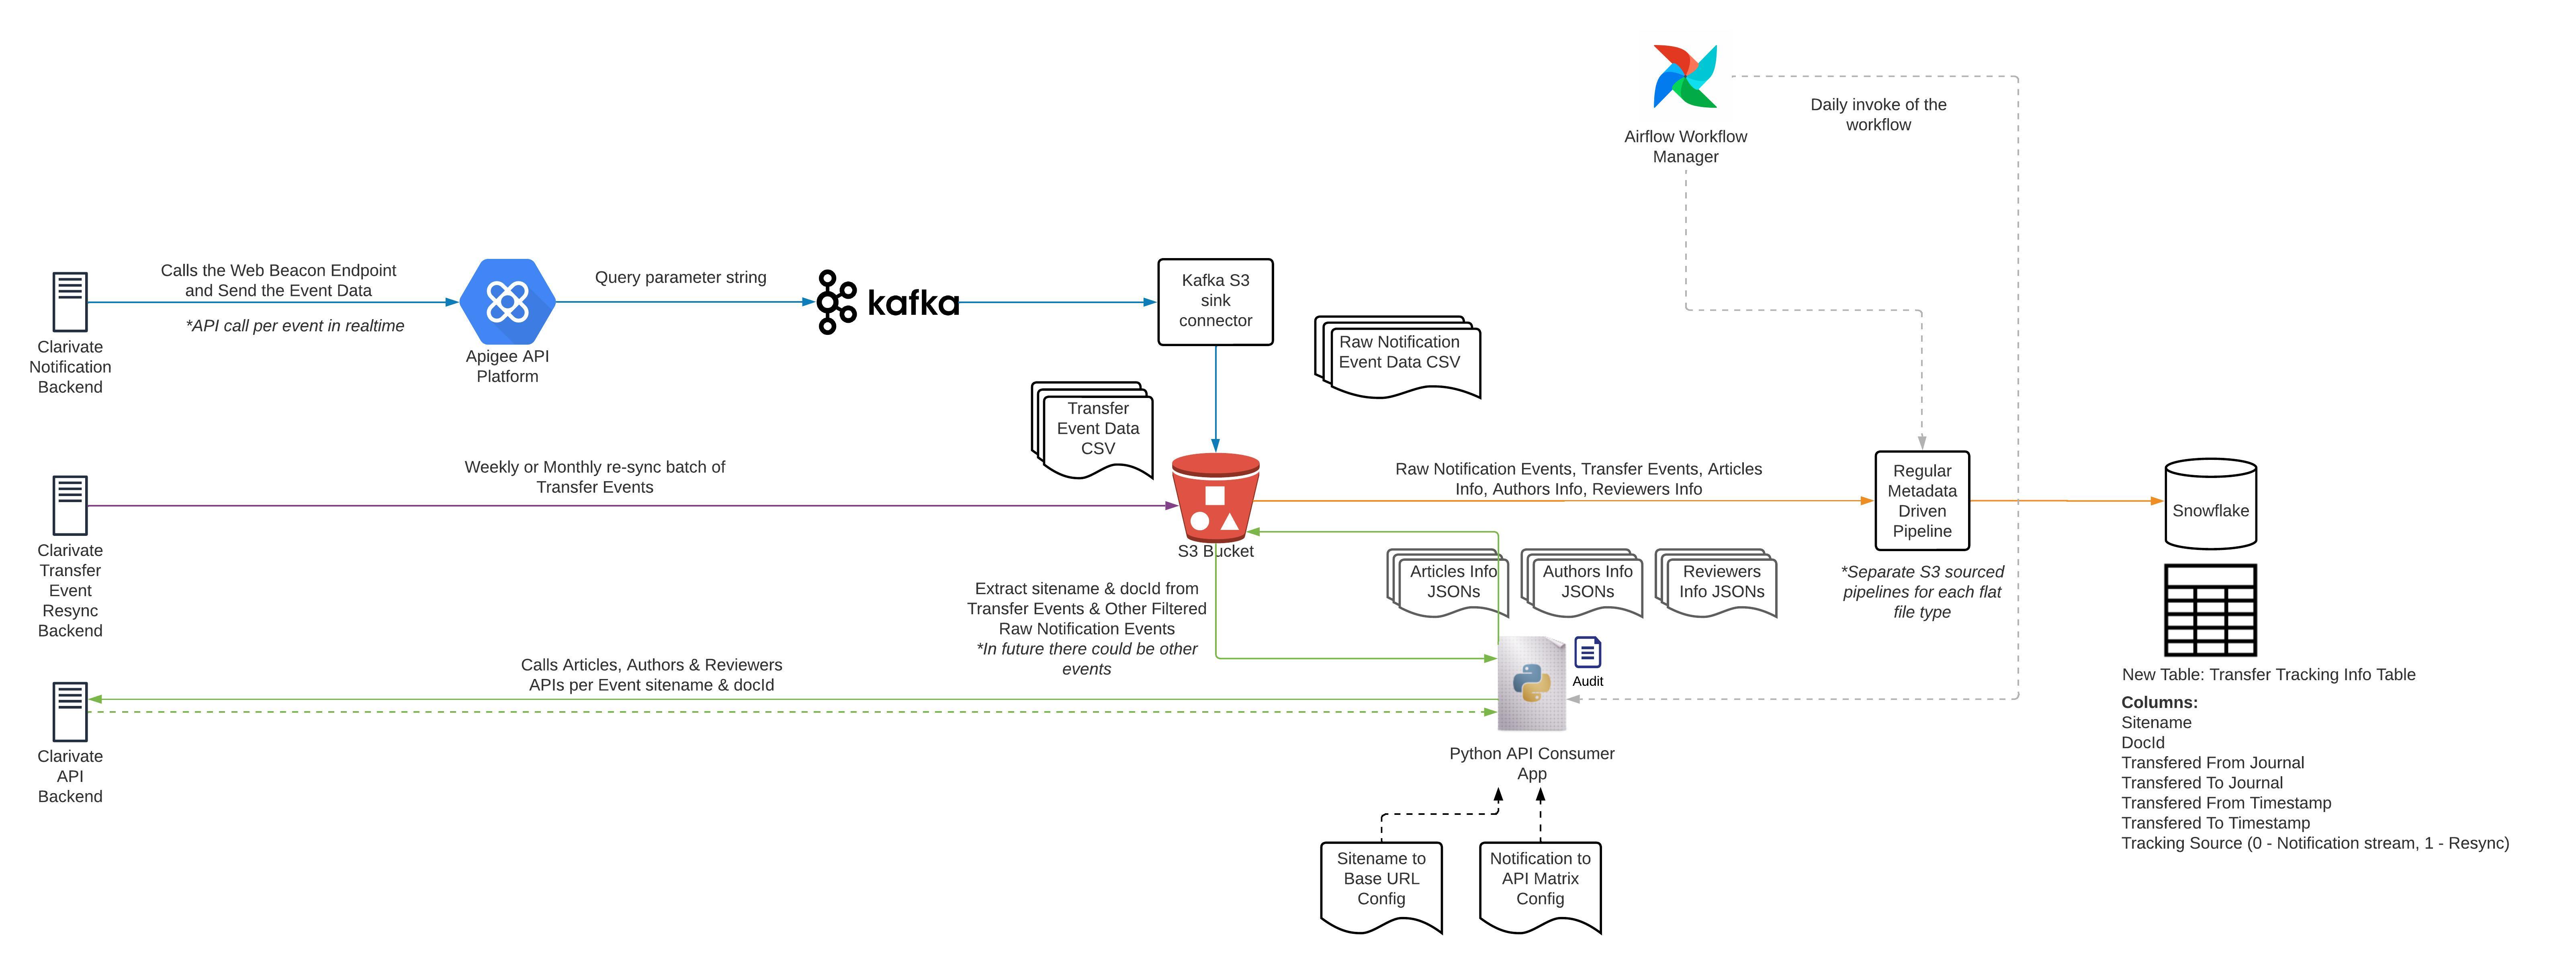 Daily invoke of the
workflow
Airflow Workflow
Manager
Calls the Web Beacon Endpoint
and Send the Event Data
*API call per event in realtime
Clarivate
Notification
Backend
Apigee API
Platform
Query parameter string
kafka
Kafka S3
sink
connector
Raw Notification
Event Data CSV
Transfer
Event Data
CSV
Weekly or Monthly re-sync batch of
Transfer Events
Clarivate
Transfer
Event
Resync
Backend
S3 Bucket
Raw Notification Events, Transfer Events, Articles
Info, Authors Info, Reviewers Info
Regular
Metadata
Driven
Pipeline
*Separate S3 sourced
pipelines for each flat
file type
Snowflake
Extract sitename & docId from
Transfer Events & Other Filtered
Raw Notification Events
*In future there could be other
events
Articles Info
JSONs
Authors Info
JSONs
Reviewers
Info JSONs
Audit
Calls Articles, Authors & Reviewers
APIs per Event sitename & docId
Clarivate
API
Backend
Python API Consumer
App
Sitename to
Base URL
Config
Notification to
API Matrix
Config
New Table: Transfer Tracking Info Table
Columns:
Sitename
DocId
Transfered From Journal
Transfered To Journal
Transfered From Timestamp
Transfered To Timestamp
Tracking Source (0 - Notification stream, 1 - Resync)